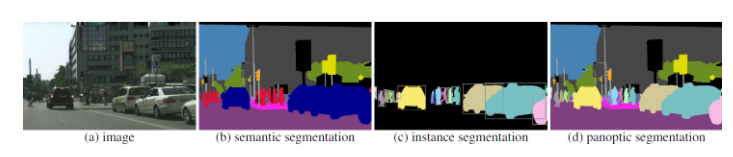 (a) image
(b) semantic segmentation
(c) instance segmentation
(d) panoptic segmentation